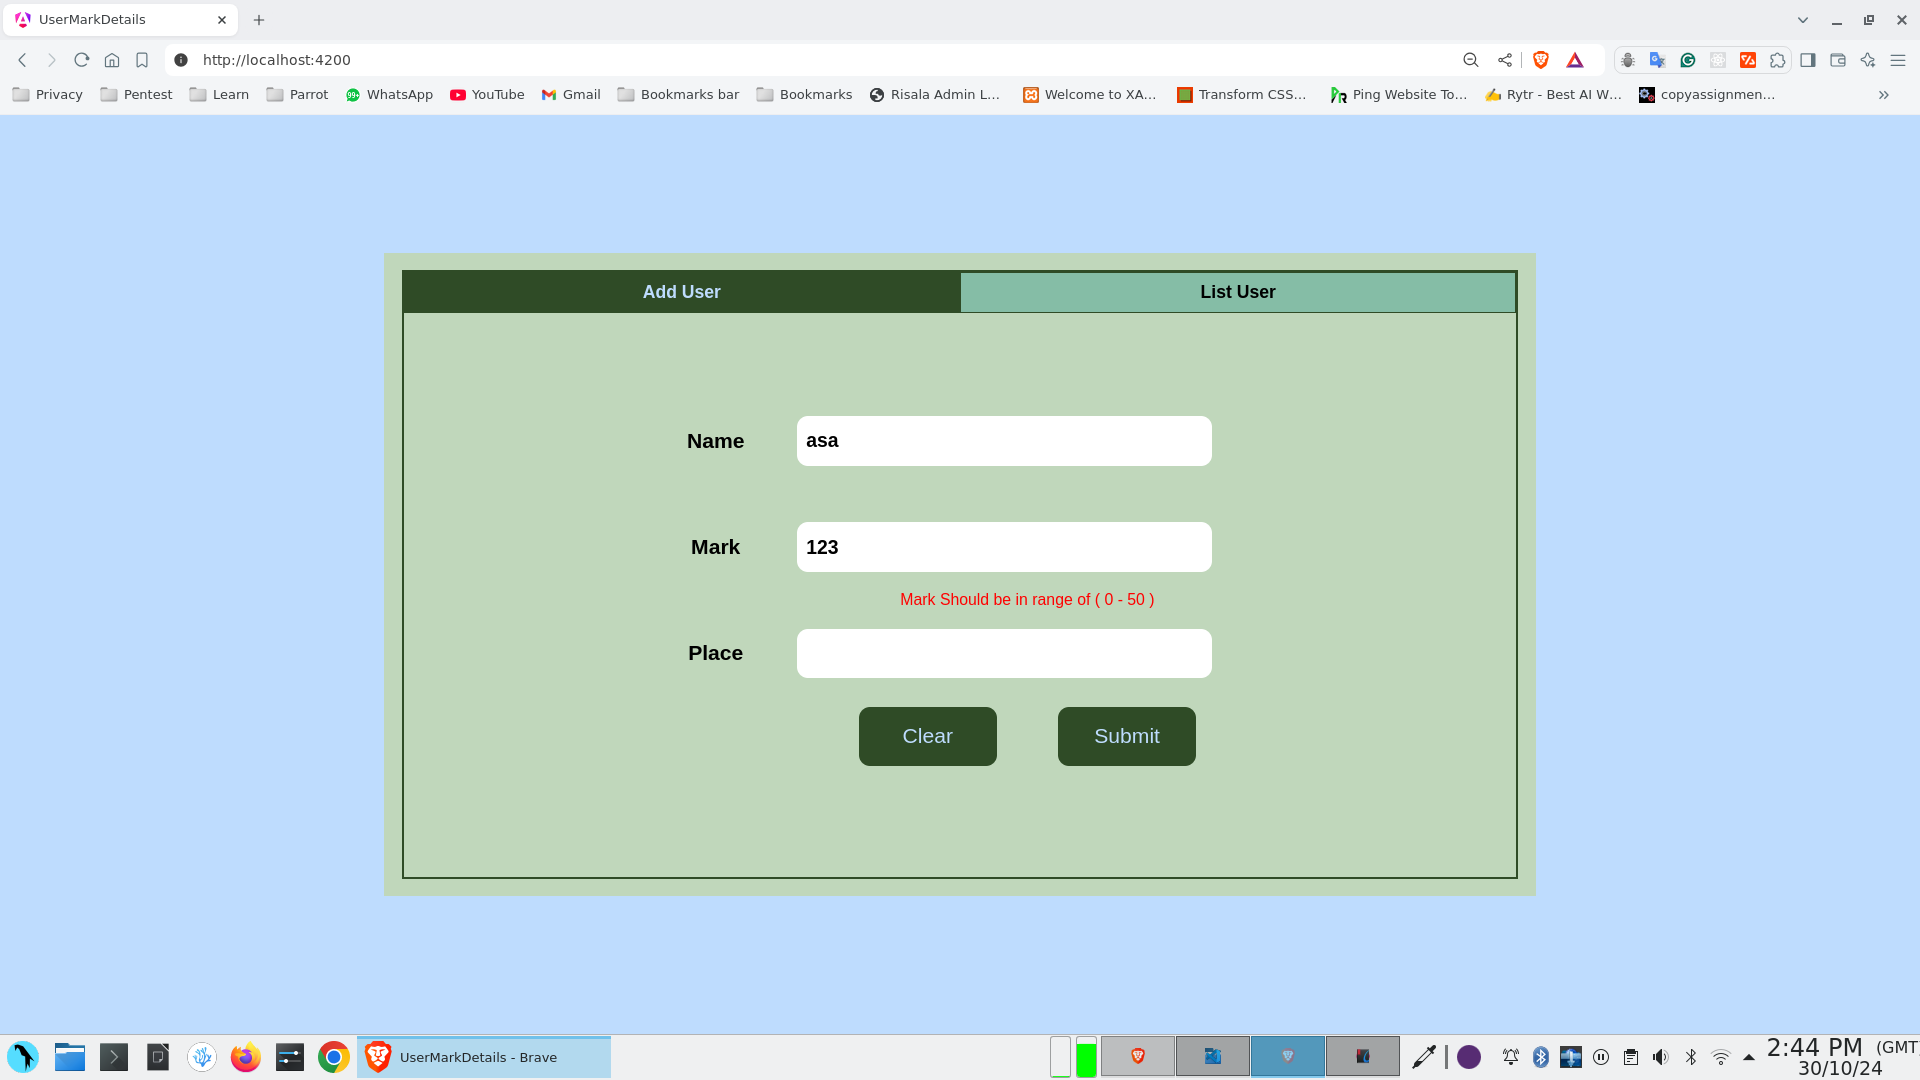 UserMarkDetails
http://localhost:4200
Privacy Pentest Learn Parrot WhatsApp YouTube Gmail Bookmarks bar Bookmarks Risala Admin L... Welcome to XA... Transform CSS... Ping Website To... Rytr - Best AI W... copyassignmen...
Add User List User
Name asa
Mark 123
Mark Should be in range of ( 0 - 50 )
Place
Clear Submit
UserMarkDetails - Brave
2:44 PM (GMT
30/10/24